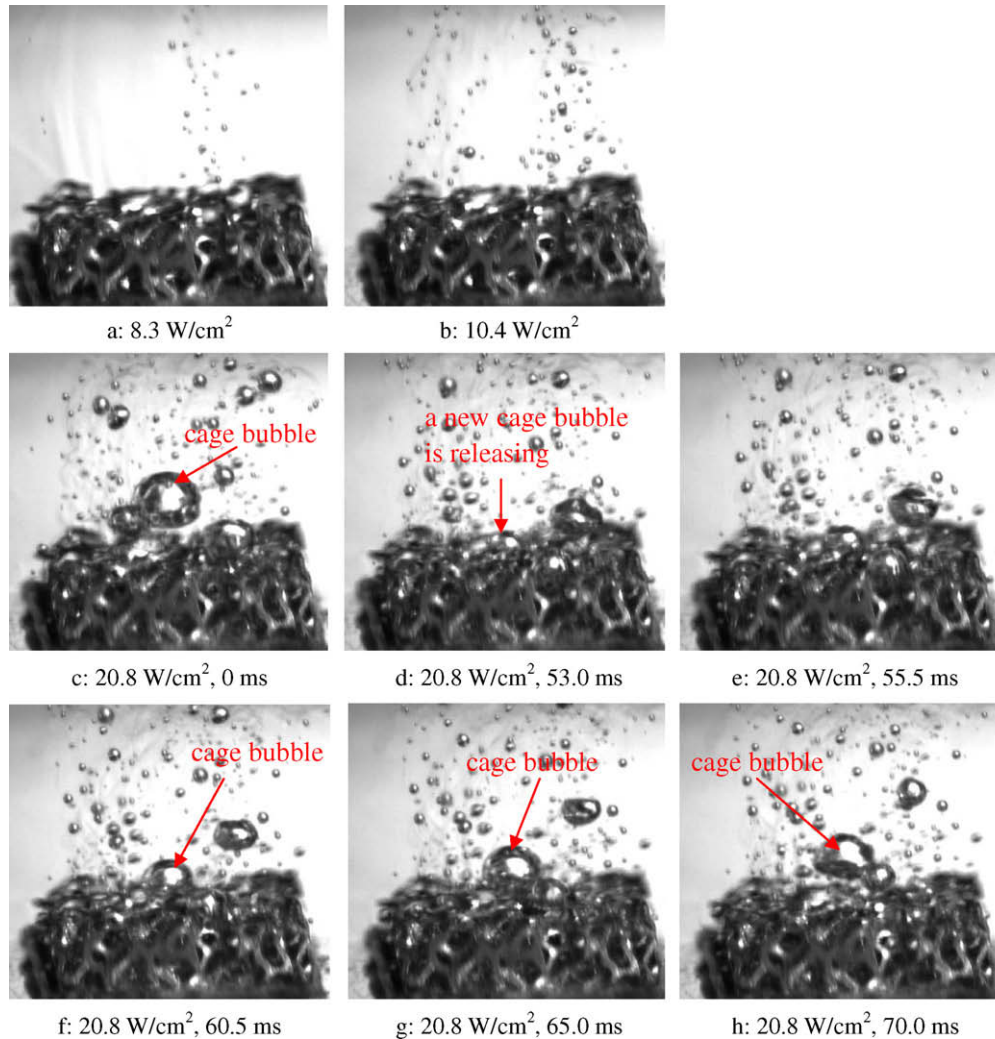 a: 8.3 W/cm²
b: 10.4 W/cm²
cage bubble
a new cage bubble
is releasing
c: 20.8 W/cm², 0 ms
d: 20.8 W/cm², 53.0 ms
e: 20.8 W/cm², 55.5 ms
cage bubble
cage bubble
cage bubble
f: 20.8 W/cm², 60.5 ms
g: 20.8 W/cm², 65.0 ms
h: 20.8 W/cm², 70.0 ms